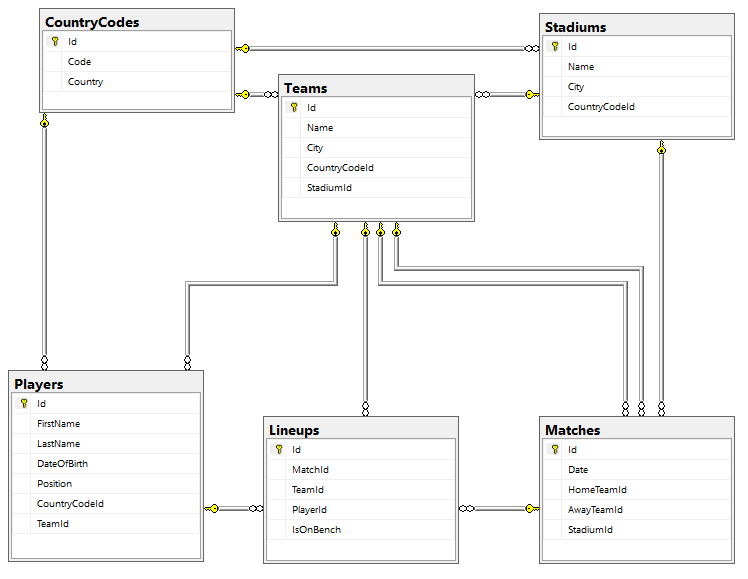 CountryCodes
Id
Code
Country
Stadiums
Id
Name
City
CountryCodeId
Teams
Id
Name
City
CountryCodeId
StadiumId
Players
Id
FirstName
LastName
DateOfBirth
Position
CountryCodeId
TeamId
Lineups
Id
MatchId
TeamId
PlayerId
IsOnBench
Matches
Id
Date
HomeTeamId
AwayTeamId
StadiumId